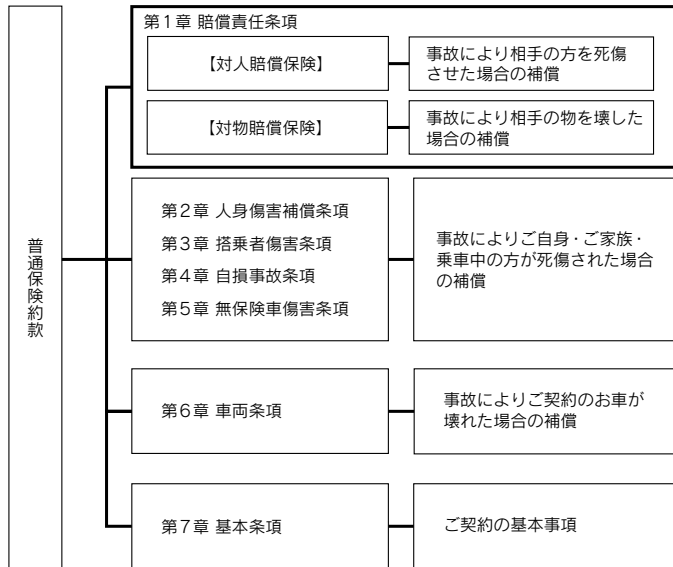 普通保険約款
第1章 賠償責任条項
【対人賠償保険】
事故により相手の方を死傷
させた場合の補償
【対物賠償保険】
事故により相手の物を壊した
場合の補償
第2章 人身傷害補償条項
第3章 搭乗者傷害条項
第4章 自損事故条項
第5章 無保険車傷害条項
事故によりご自身・ご家族・
乗車中の方が死傷された場合
の補償
第6章 車両条項
事故によりご契約のお車が
壊れた場合の補償
第7章 基本条項
ご契約の基本事項